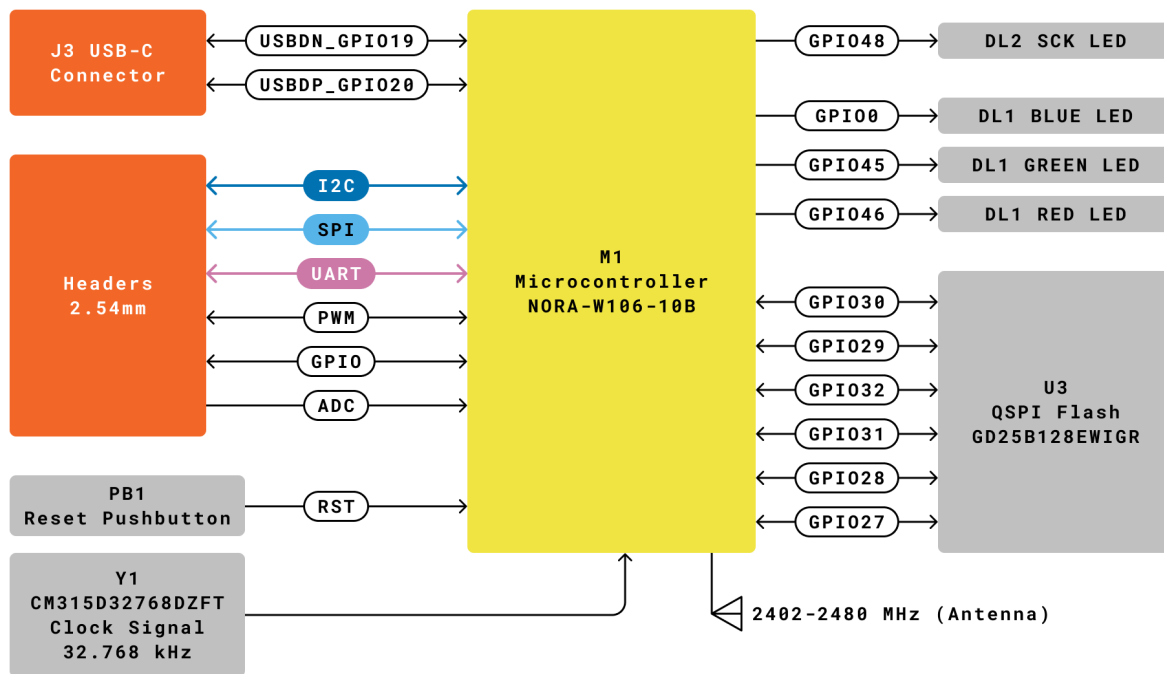 J3 USB-C
Connector
USBDN_GPIO19
USBDP_GPIO20
Headers
2.54mm
I2C
SPI
UART
PWM
GPIO
ADC
PB1
Reset Pushbutton
RST
Y1
CM315D32768DZFT
Clock Signal
32.768 kHz
M1
Microcontroller
NORA-W106-10B
GPIO48
DL2 SCK LED
GPIO0
DL1 BLUE LED
GPIO45
DL1 GREEN LED
GPIO46
DL1 RED LED
GPIO30
GPIO29
GPIO32
GPIO31
GPIO28
GPIO27
U3
QSPI Flash
GD25B128EWIGR
2402-2480 MHz (Antenna)